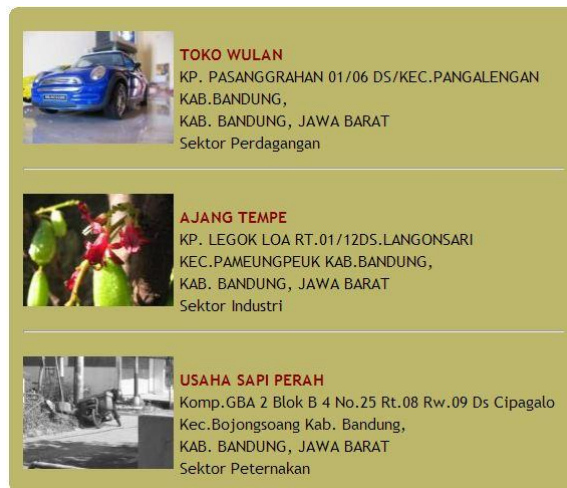 TOKO WULAN
KP. PASANGGRAHAN 01/06 DS/KEC.PANGALENGAN
KAB.BANDUNG,
KAB. BANDUNG, JAWA BARAT
Sektor Perdagangan
AJANG TEMPE
KP. LEGOK LOA RT.01/12DS.LANGONSARI
KEC.PAMEUNGPEUK KAB.BANDUNG,
KAB. BANDUNG, JAWA BARAT
Sektor Industri
USAHA SAPI PERAH
Komp.GBA 2 Blok B 4 No.25 Rt.08 Rw.09 Ds Cipagalo
Kec.Bojongsoang Kab. Bandung,
KAB. BANDUNG, JAWA BARAT
Sektor Peternakan